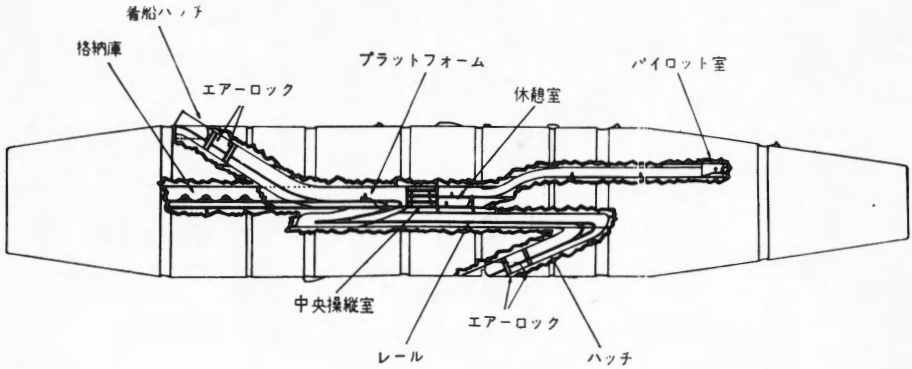 着船ハッチ
格納庫
エアーロック
プラットフォーム
休憩室
パイロット室
中央操縦室
エアーロック
レール
ハッチ